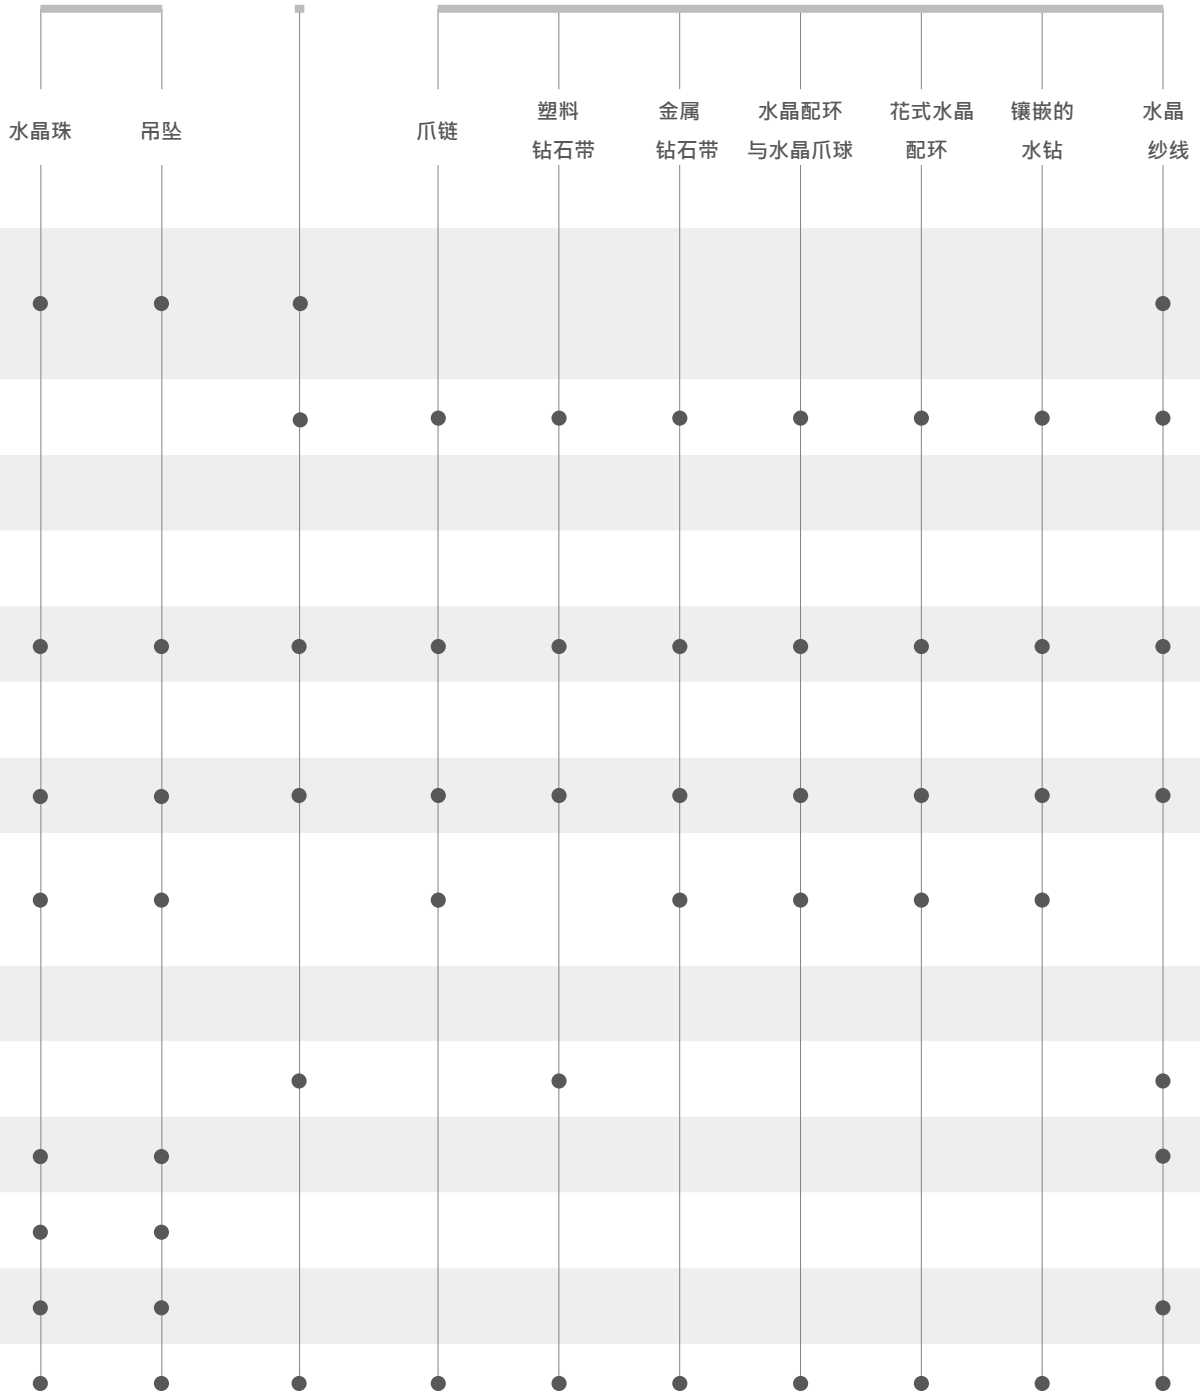 水晶珠
吊坠
爪链
塑料
钻石带
金属
钻石带
水晶配环
与水晶爪球
花式水晶
配环
镶嵌的
水钻
水晶
纱线